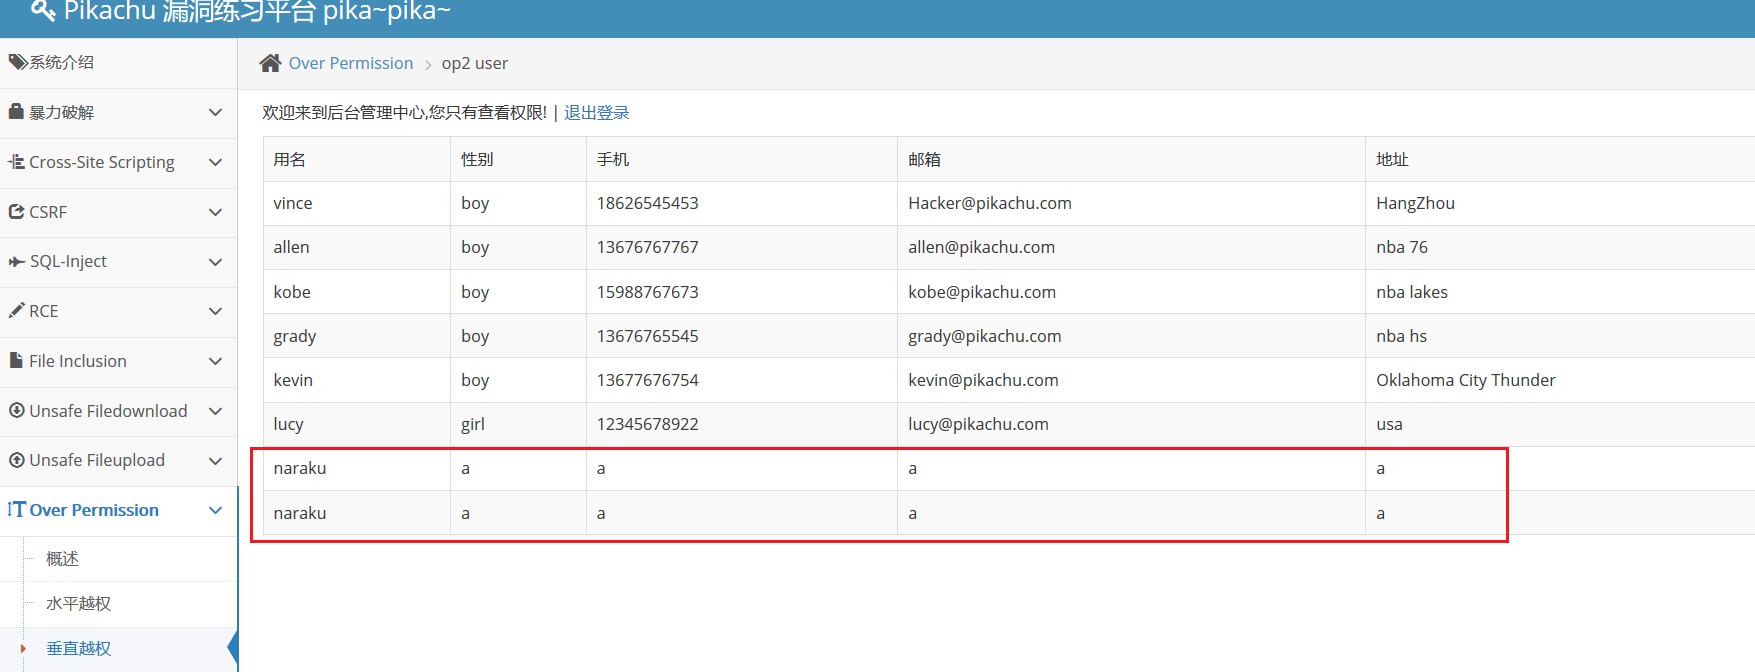 Pikachu 漏洞练习平台 pika~pika~
系统介绍
暴力破解
Cross-Site Scripting
CSRF
SQL-Inject
RCE
File Inclusion
Unsafe Filedownload
Unsafe Fileupload
Over Permission
概述
水平越权
垂直越权
Over Permission > op2 user
欢迎来到后台管理中心,您只有查看权限! | 退出登录
用名 性别 手机 邮箱 地址
vince boy 18626545453 Hacker@pikachu.com HangZhou
allen boy 13676767767 allen@pikachu.com nba 76
kobe boy 15988767673 kobe@pikachu.com nba lakes
grady boy 13676765545 grady@pikachu.com nba hs
kevin boy 13677676754 kevin@pikachu.com Oklahoma City Thunder
lucy girl 12345678922 lucy@pikachu.com usa
naraku a a a a
naraku a a a a